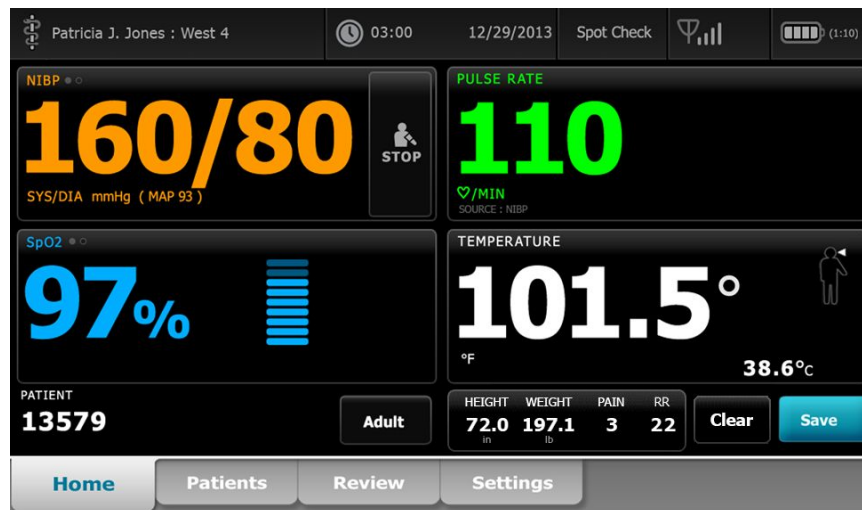 Patricia J. Jones : West 4 03:00 12/29/2013 Spot Check (1:10)
NIBP
160/80
STOP
SYS/DIA mmHg ( MAP 93 )
PULSE RATE
110
/MIN
SOURCE : NIBP
SpO2
97%
TEMPERATURE
101.5°
°F
38.6°C
PATIENT
13579
Adult
HEIGHT WEIGHT PAIN RR
72.0 197.1 3 22
in lb
Clear
Save
Home Patients Review Settings